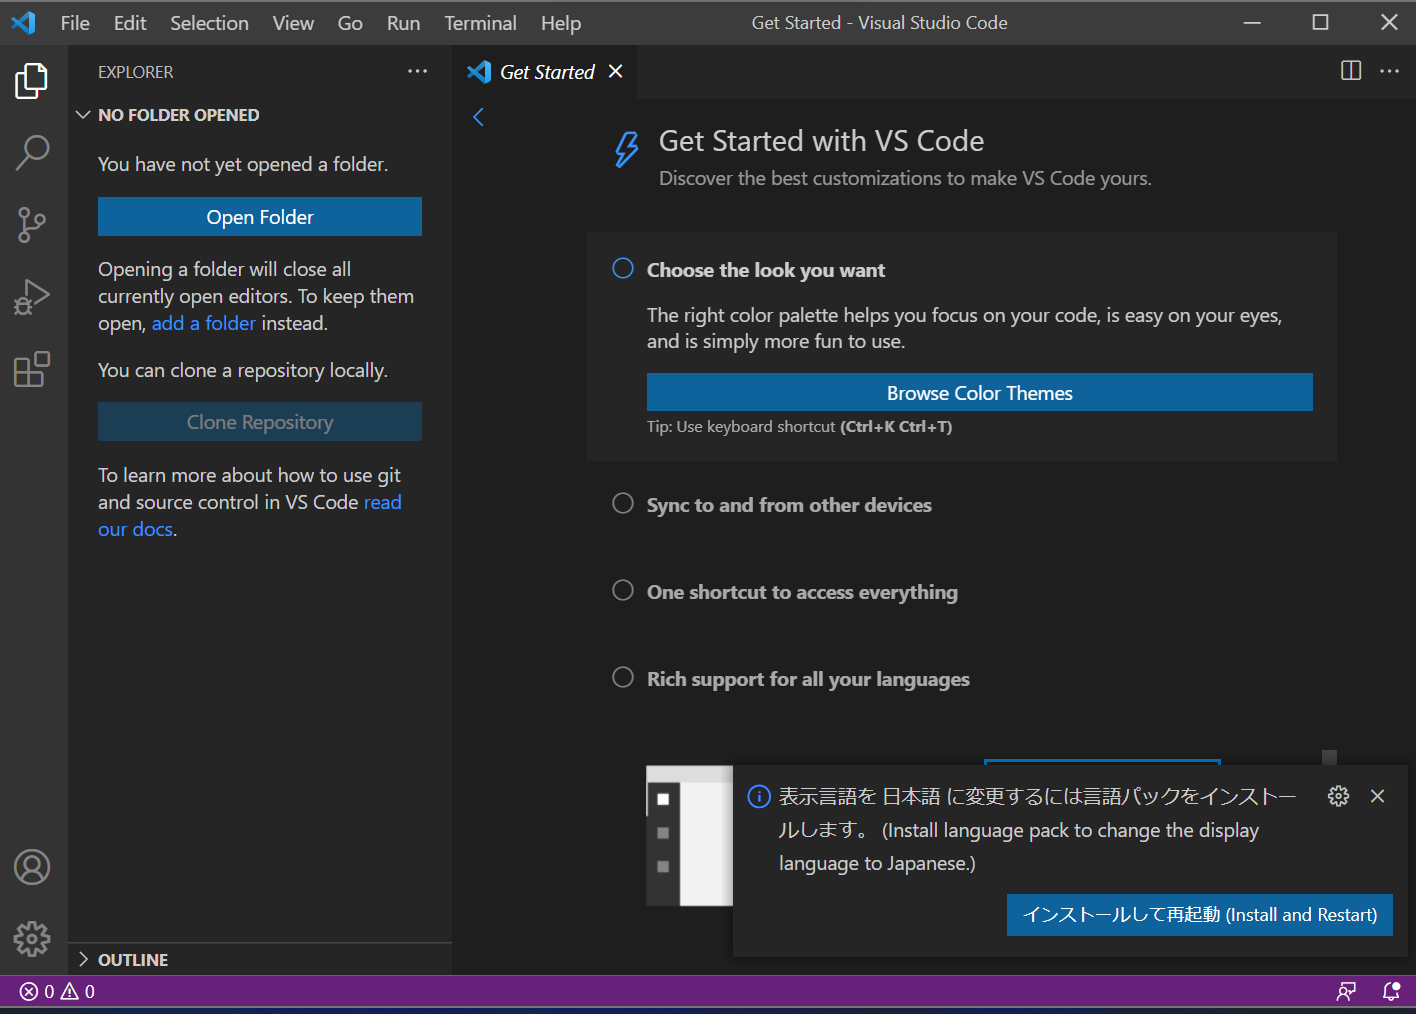 File Edit Selection View Go Run Terminal Help Get Started - Visual Studio Code
EXPLORER
NO FOLDER OPENED
You have not yet opened a folder.
Open Folder
Opening a folder will close all
currently open editors. To keep them
open, add a folder instead.
You can clone a repository locally.
Clone Repository
To learn more about how to use git
and source control in VS Code read
our docs.
OUTLINE
Get Started
Get Started with VS Code
Discover the best customizations to make VS Code yours.
Choose the look you want
The right color palette helps you focus on your code, is easy on your eyes,
and is simply more fun to use.
Browse Color Themes
Tip: Use keyboard shortcut (Ctrl+K Ctrl+T)
Sync to and from other devices
One shortcut to access everything
Rich support for all your languages
表示言語を 日本語 に変更するには言語パックをインストー
ルします。 (Install language pack to change the display
language to Japanese.)
インストールして再起動 (Install and Restart)
0 0